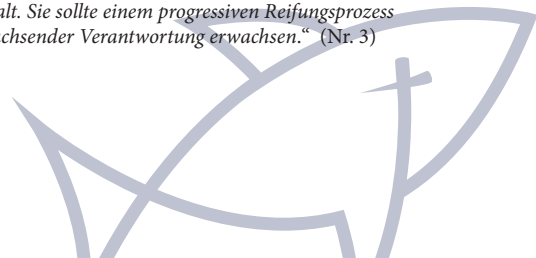 alt. Sie sollte einem progressiven Reifungsprozess
chsender Verantwortung erwachsen.“ (Nr. 3)